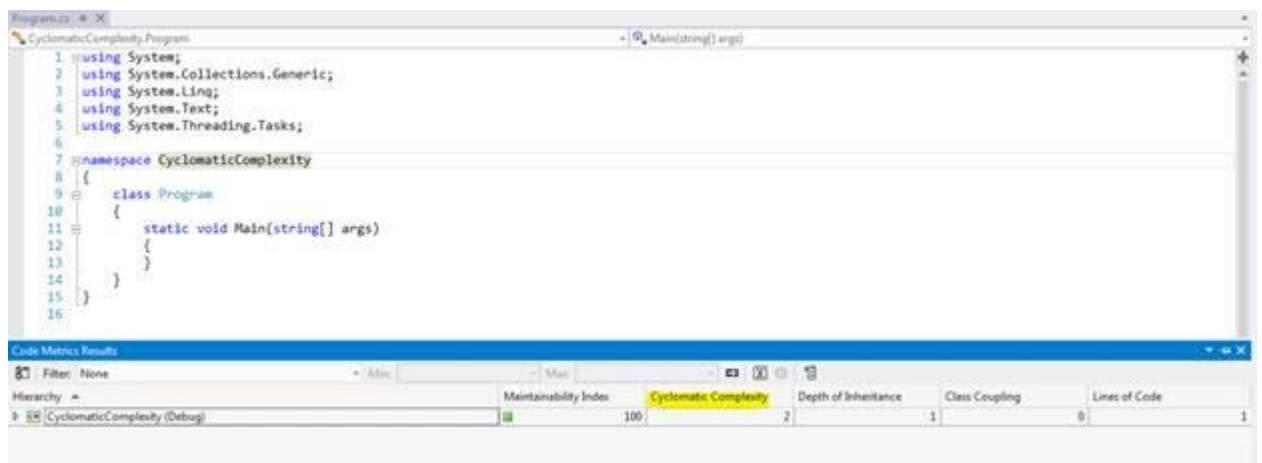 Program.cs
CyclomaticComplexity.Program Main(string[] args)
1 using System;
2 using System.Collections.Generic;
3 using System.Linq;
4 using System.Text;
5 using System.Threading.Tasks;
6
7 namespace CyclomaticComplexity
8 {
9 class Program
10 {
11 static void Main(string[] args)
12 {
13 }
14 }
15 }
16
Code Metrics Results
Filter: None Min: Max:
Hierarchy Maintainability Index Cyclomatic Complexity Depth of Inheritance Class Coupling Lines of Code
CyclomaticComplexity (Debug) 100 2 1 0 1